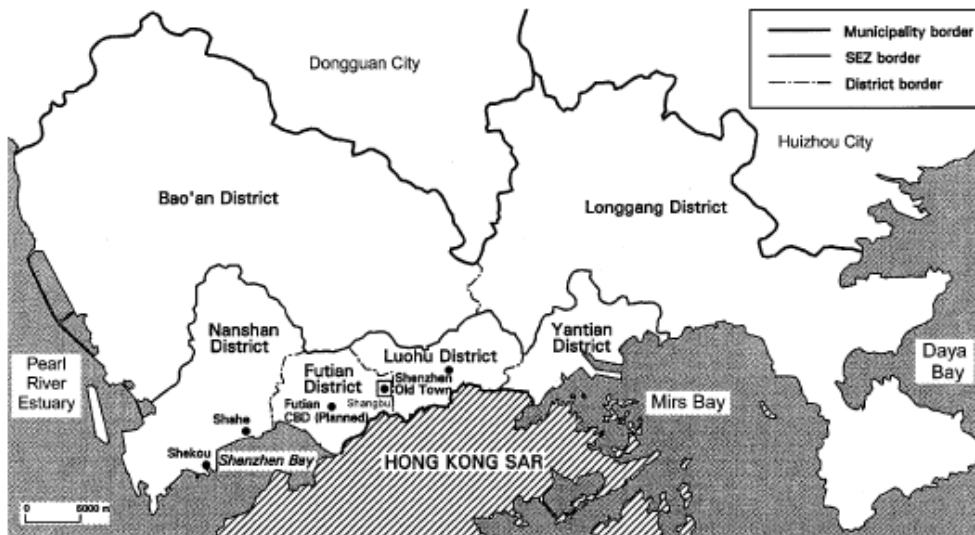 Municipality border
SEZ border
District border
Dongguan City
Huizhou City
Bao'an District
Longgang District
Nanshan
District
Yantian
District
Luohu District
Futian
District
Shenzhen
Old Town
Shangbu
Futian
CBD (Planned)
Pearl
River
Estuary
Daya
Bay
Mirs Bay
Shahe
Shekou
Shenzhen Bay
HONG KONG SAR
0 5000 m